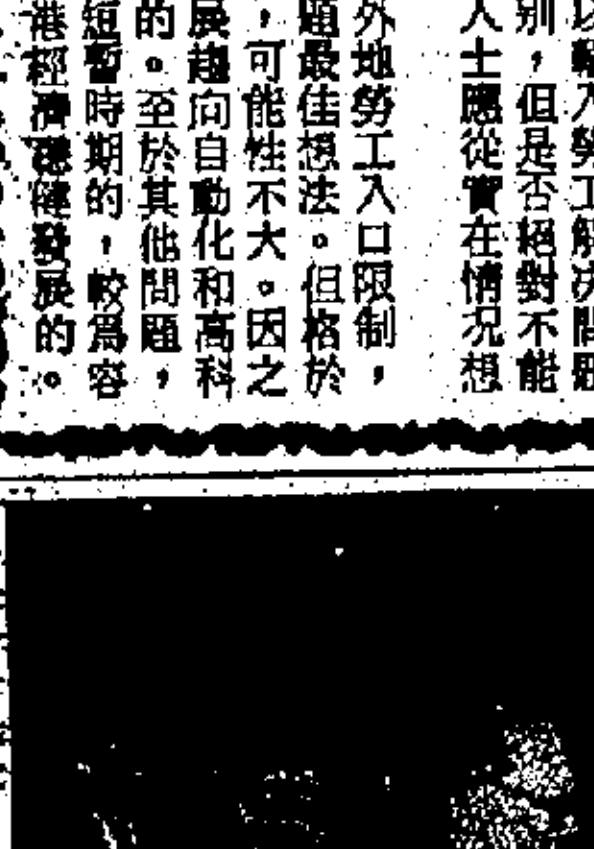 以輸入勞工解決問題
別，但是否絕對不能
人士應從實在情況想
外地勞工入口限制，
題最佳想法。但格於
，可能性不大。因之
展趨向自動化和高科
的。至於其他問題，
短暫時期的，較爲容
港經濟穩健發展的。